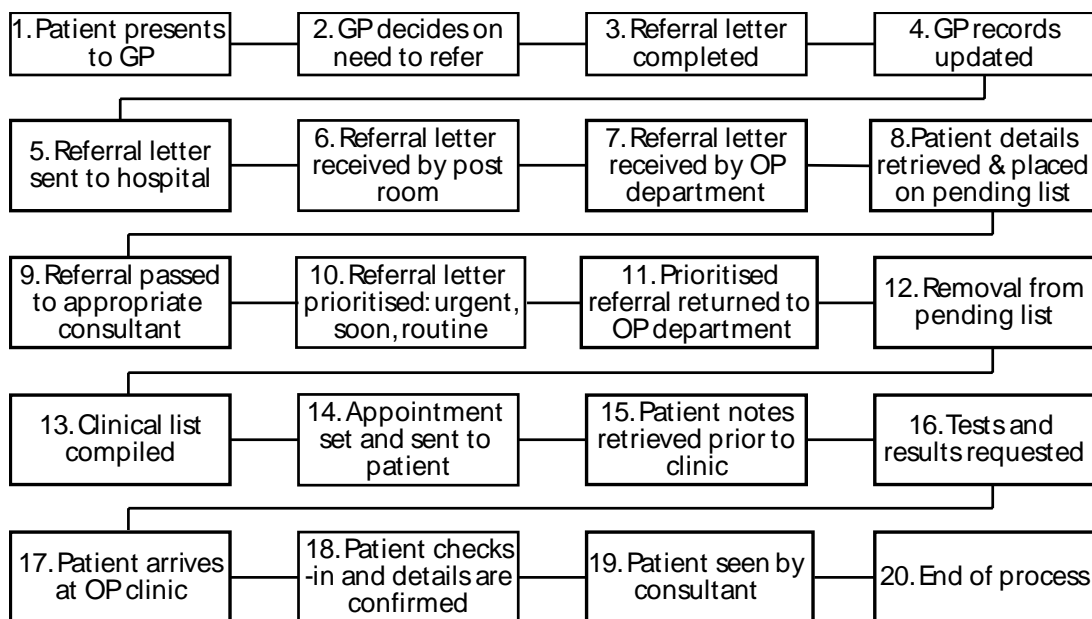 1. Patient presents
to GP
2. GP decides on
need to refer
3. Referral letter
completed
4. GP records
updated
5. Referral letter
sent to hospital
6. Referral letter
received by post
room
7. Referral letter
received by OP
department
8. Patient details
retrieved & placed
on pending list
9. Referral passed
to appropriate
consultant
10. Referral letter
prioritised: urgent,
soon, routine
11. Prioritised
referral returned to
OP department
12. Removal from
pending list
13. Clinical list
compiled
14. Appointment
set and sent to
patient
15. Patient notes
retrieved prior to
clinic
16. Tests and
results requested
17. Patient arrives
at OP clinic
18. Patient checks
-in and details are
confirmed
19. Patient seen by
consultant
20. End of process